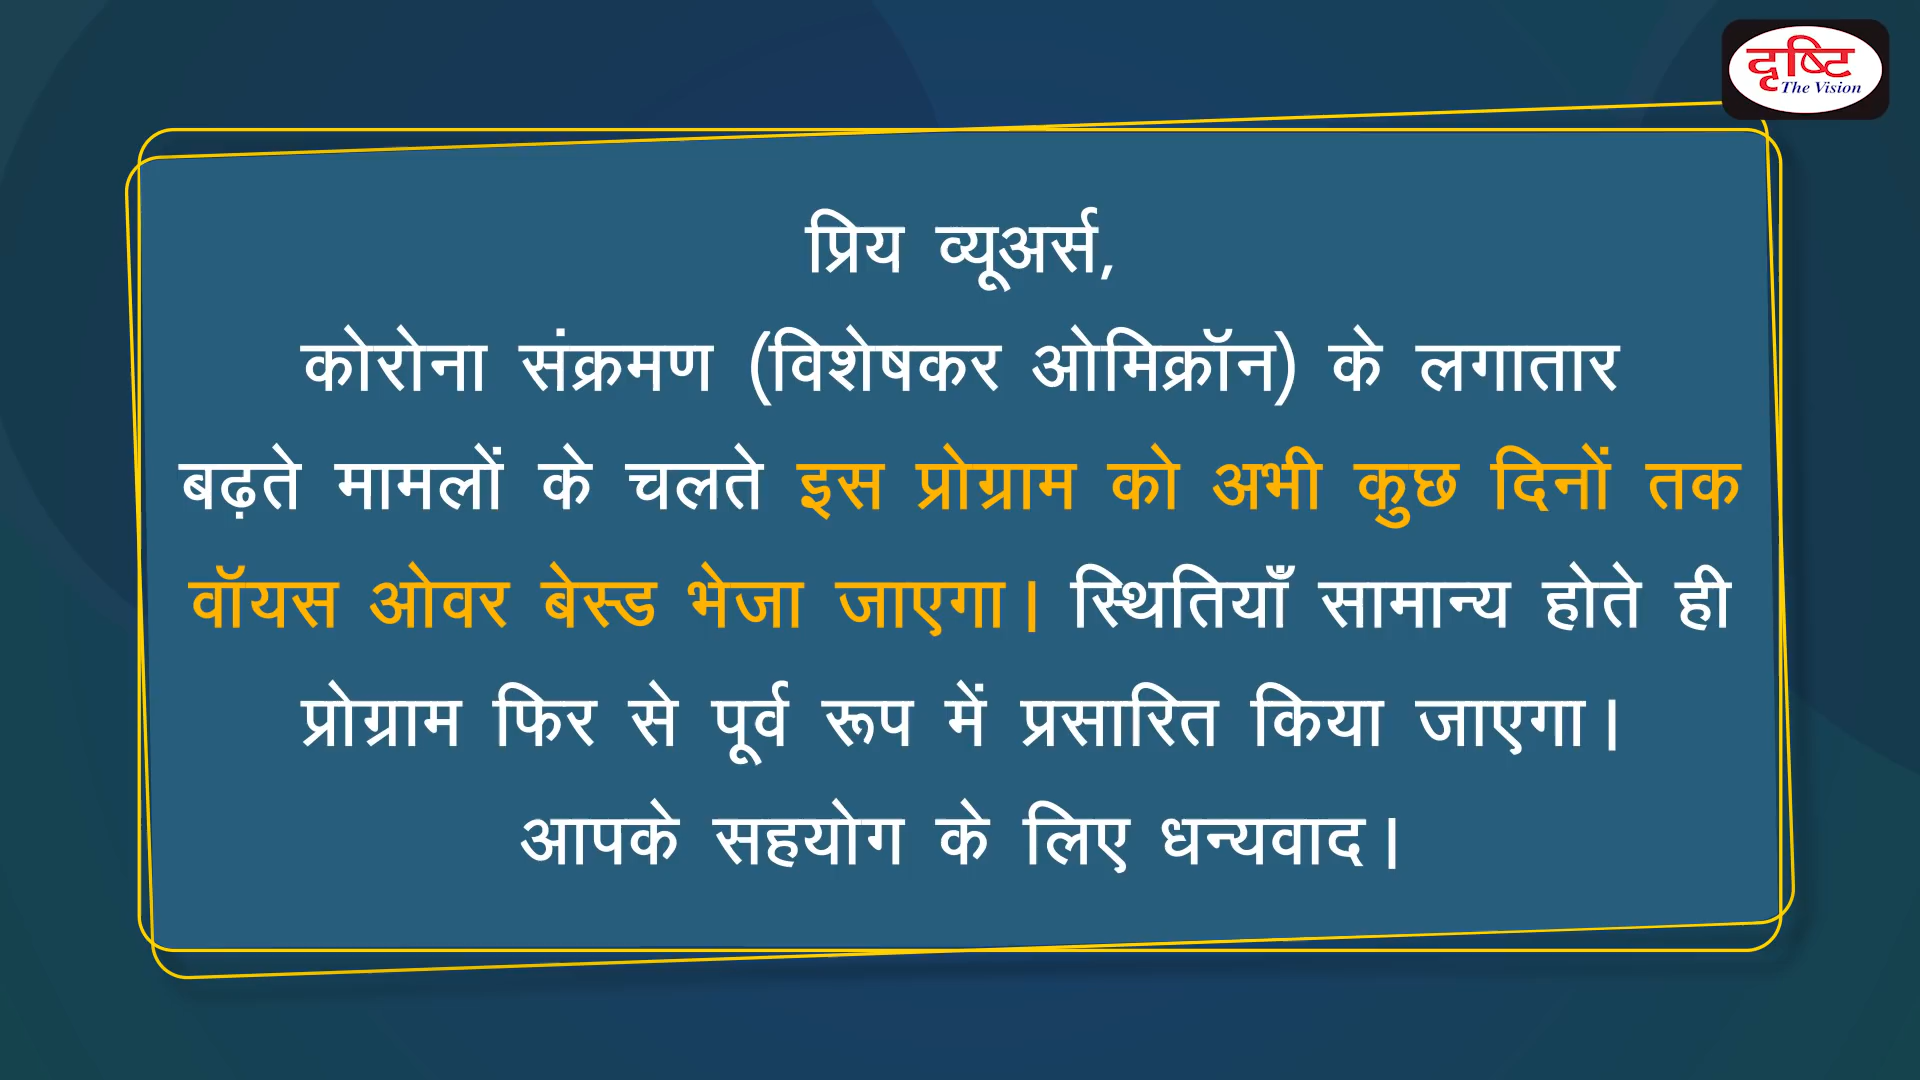 दृष्टि
The Vision
प्रिय व्यूअर्स,
कोरोना संक्रमण (विशेषकर ओमिक्रॉन) के लगातार
बढ़ते मामलों के चलते इस प्रोग्राम को अभी कुछ दिनों तक
वॉयस ओवर बेस्ड भेजा जाएगा। स्थितियाँ सामान्य होते ही
प्रोग्राम फिर से पूर्व रूप में प्रसारित किया जाएगा।
आपके सहयोग के लिए धन्यवाद।